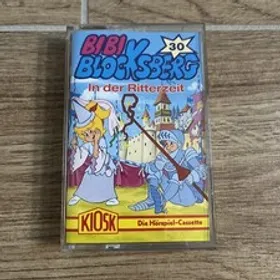 BIBI
BLOCKSBERG
30
In der Ritterzeit
KIOSK
Die Hörspiel-Cassette